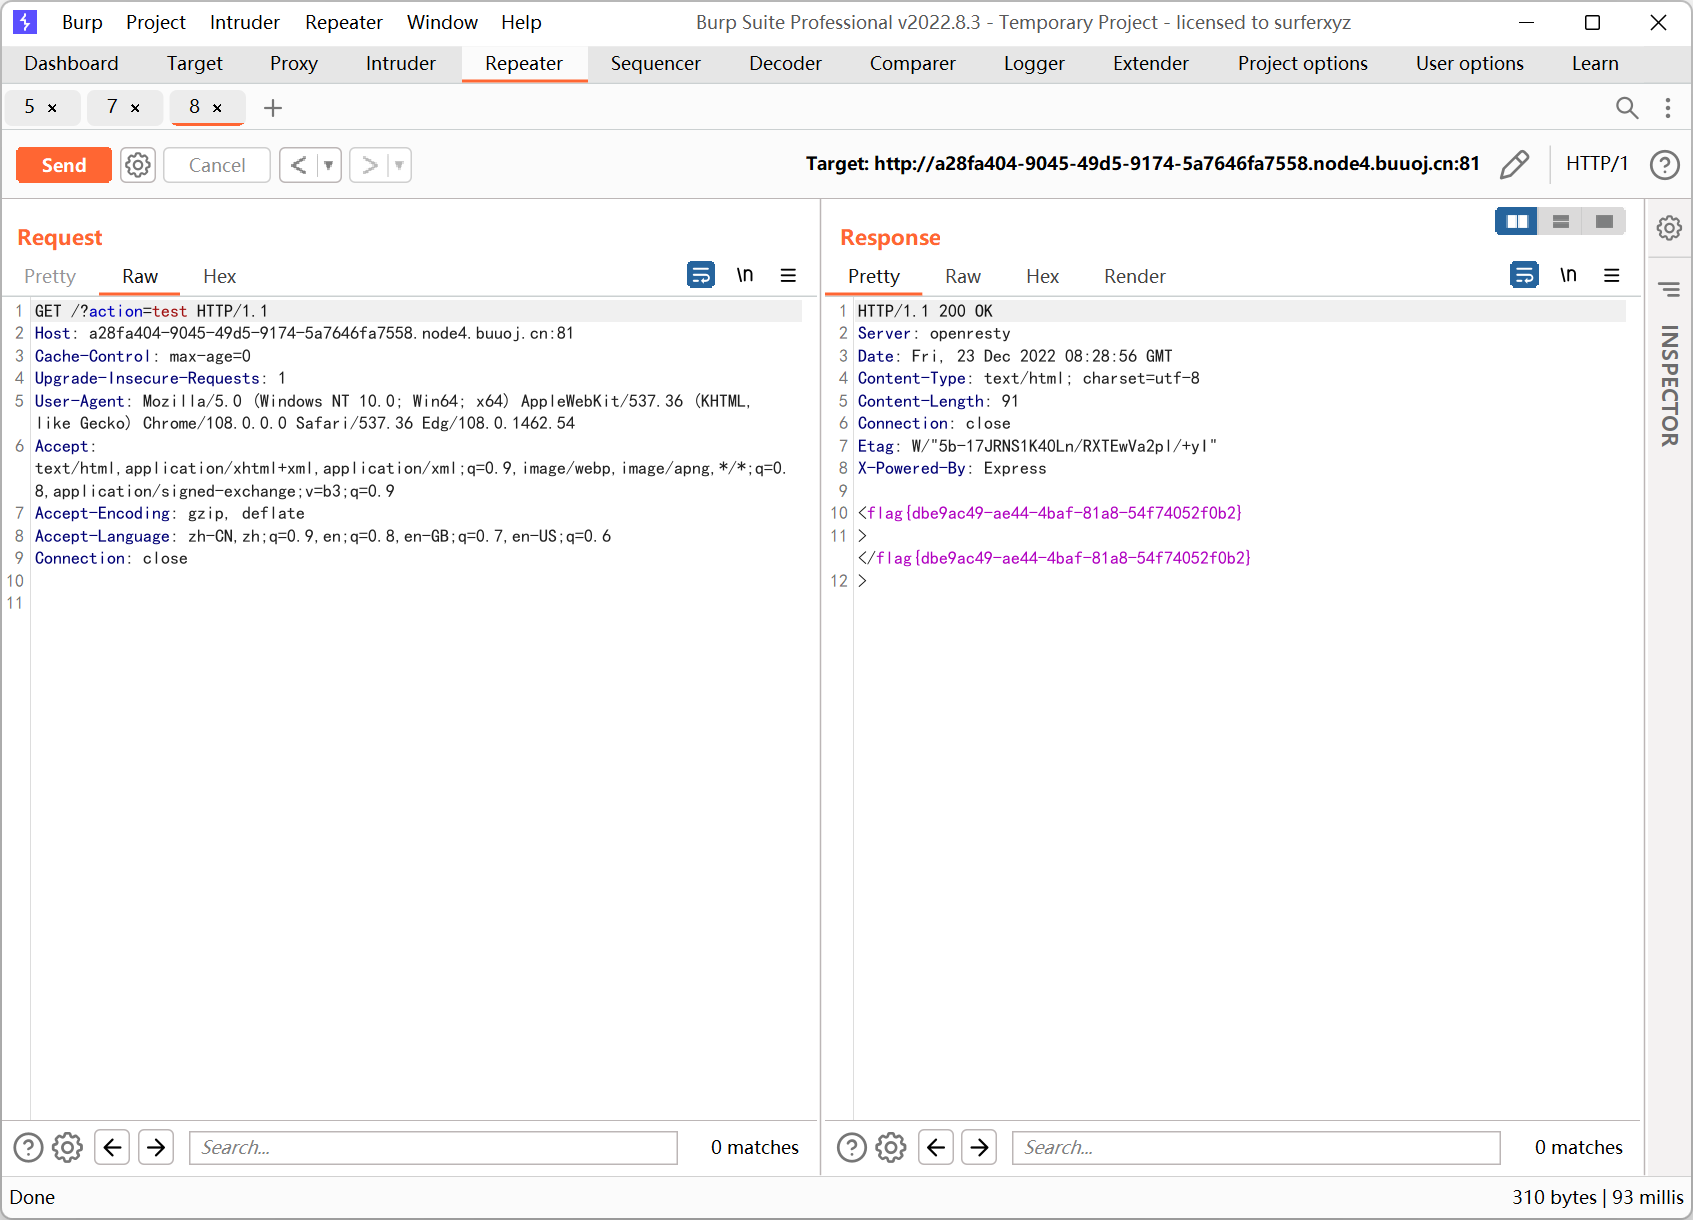 Burp Project Intruder Repeater Window Help Burp Suite Professional v2022.8.3 - Temporary Project - licensed to surferxyz
Dashboard Target Proxy Intruder Repeater Sequencer Decoder Comparer Logger Extender Project options User options Learn
5 × 7 × 8 × +
Send Cancel < ▼ > ▼ Target: http://a28fa404-9045-49d5-9174-5a7646fa7558.node4.buuoj.cn:81 HTTP/1 ?
Request
Pretty Raw Hex \n
1 GET /?action=test HTTP/1.1
2 Host: a28fa404-9045-49d5-9174-5a7646fa7558.node4.buuoj.cn:81
3 Cache-Control: max-age=0
4 Upgrade-Insecure-Requests: 1
5 User-Agent: Mozilla/5.0 (Windows NT 10.0; Win64; x64) AppleWebKit/537.36 (KHTML,
like Gecko) Chrome/108.0.0.0 Safari/537.36 Edg/108.0.1462.54
6 Accept:
text/html,application/xhtml+xml,application/xml;q=0.9,image/webp,image/apng,*/*;q=0.
8,application/signed-exchange;v=b3;q=0.9
7 Accept-Encoding: gzip, deflate
8 Accept-Language: zh-CN,zh;q=0.9,en;q=0.8,en-GB;q=0.7,en-US;q=0.6
9 Connection: close
10
11
? Search... 0 matches
Response
Pretty Raw Hex Render \n
1 HTTP/1.1 200 OK
2 Server: openresty
3 Date: Fri, 23 Dec 2022 08:28:56 GMT
4 Content-Type: text/html; charset=utf-8
5 Content-Length: 91
6 Connection: close
7 Etag: W/"5b-17JRNS1K40Ln/RXTEwVa2pI/+yI"
8 X-Powered-By: Express
9
10 <flag{dbe9ac49-ae44-4baf-81a8-54f74052f0b2}
11 >
</flag{dbe9ac49-ae44-4baf-81a8-54f74052f0b2}
12 >
? Search... 0 matches
INSPECTOR
Done 310 bytes | 93 millis